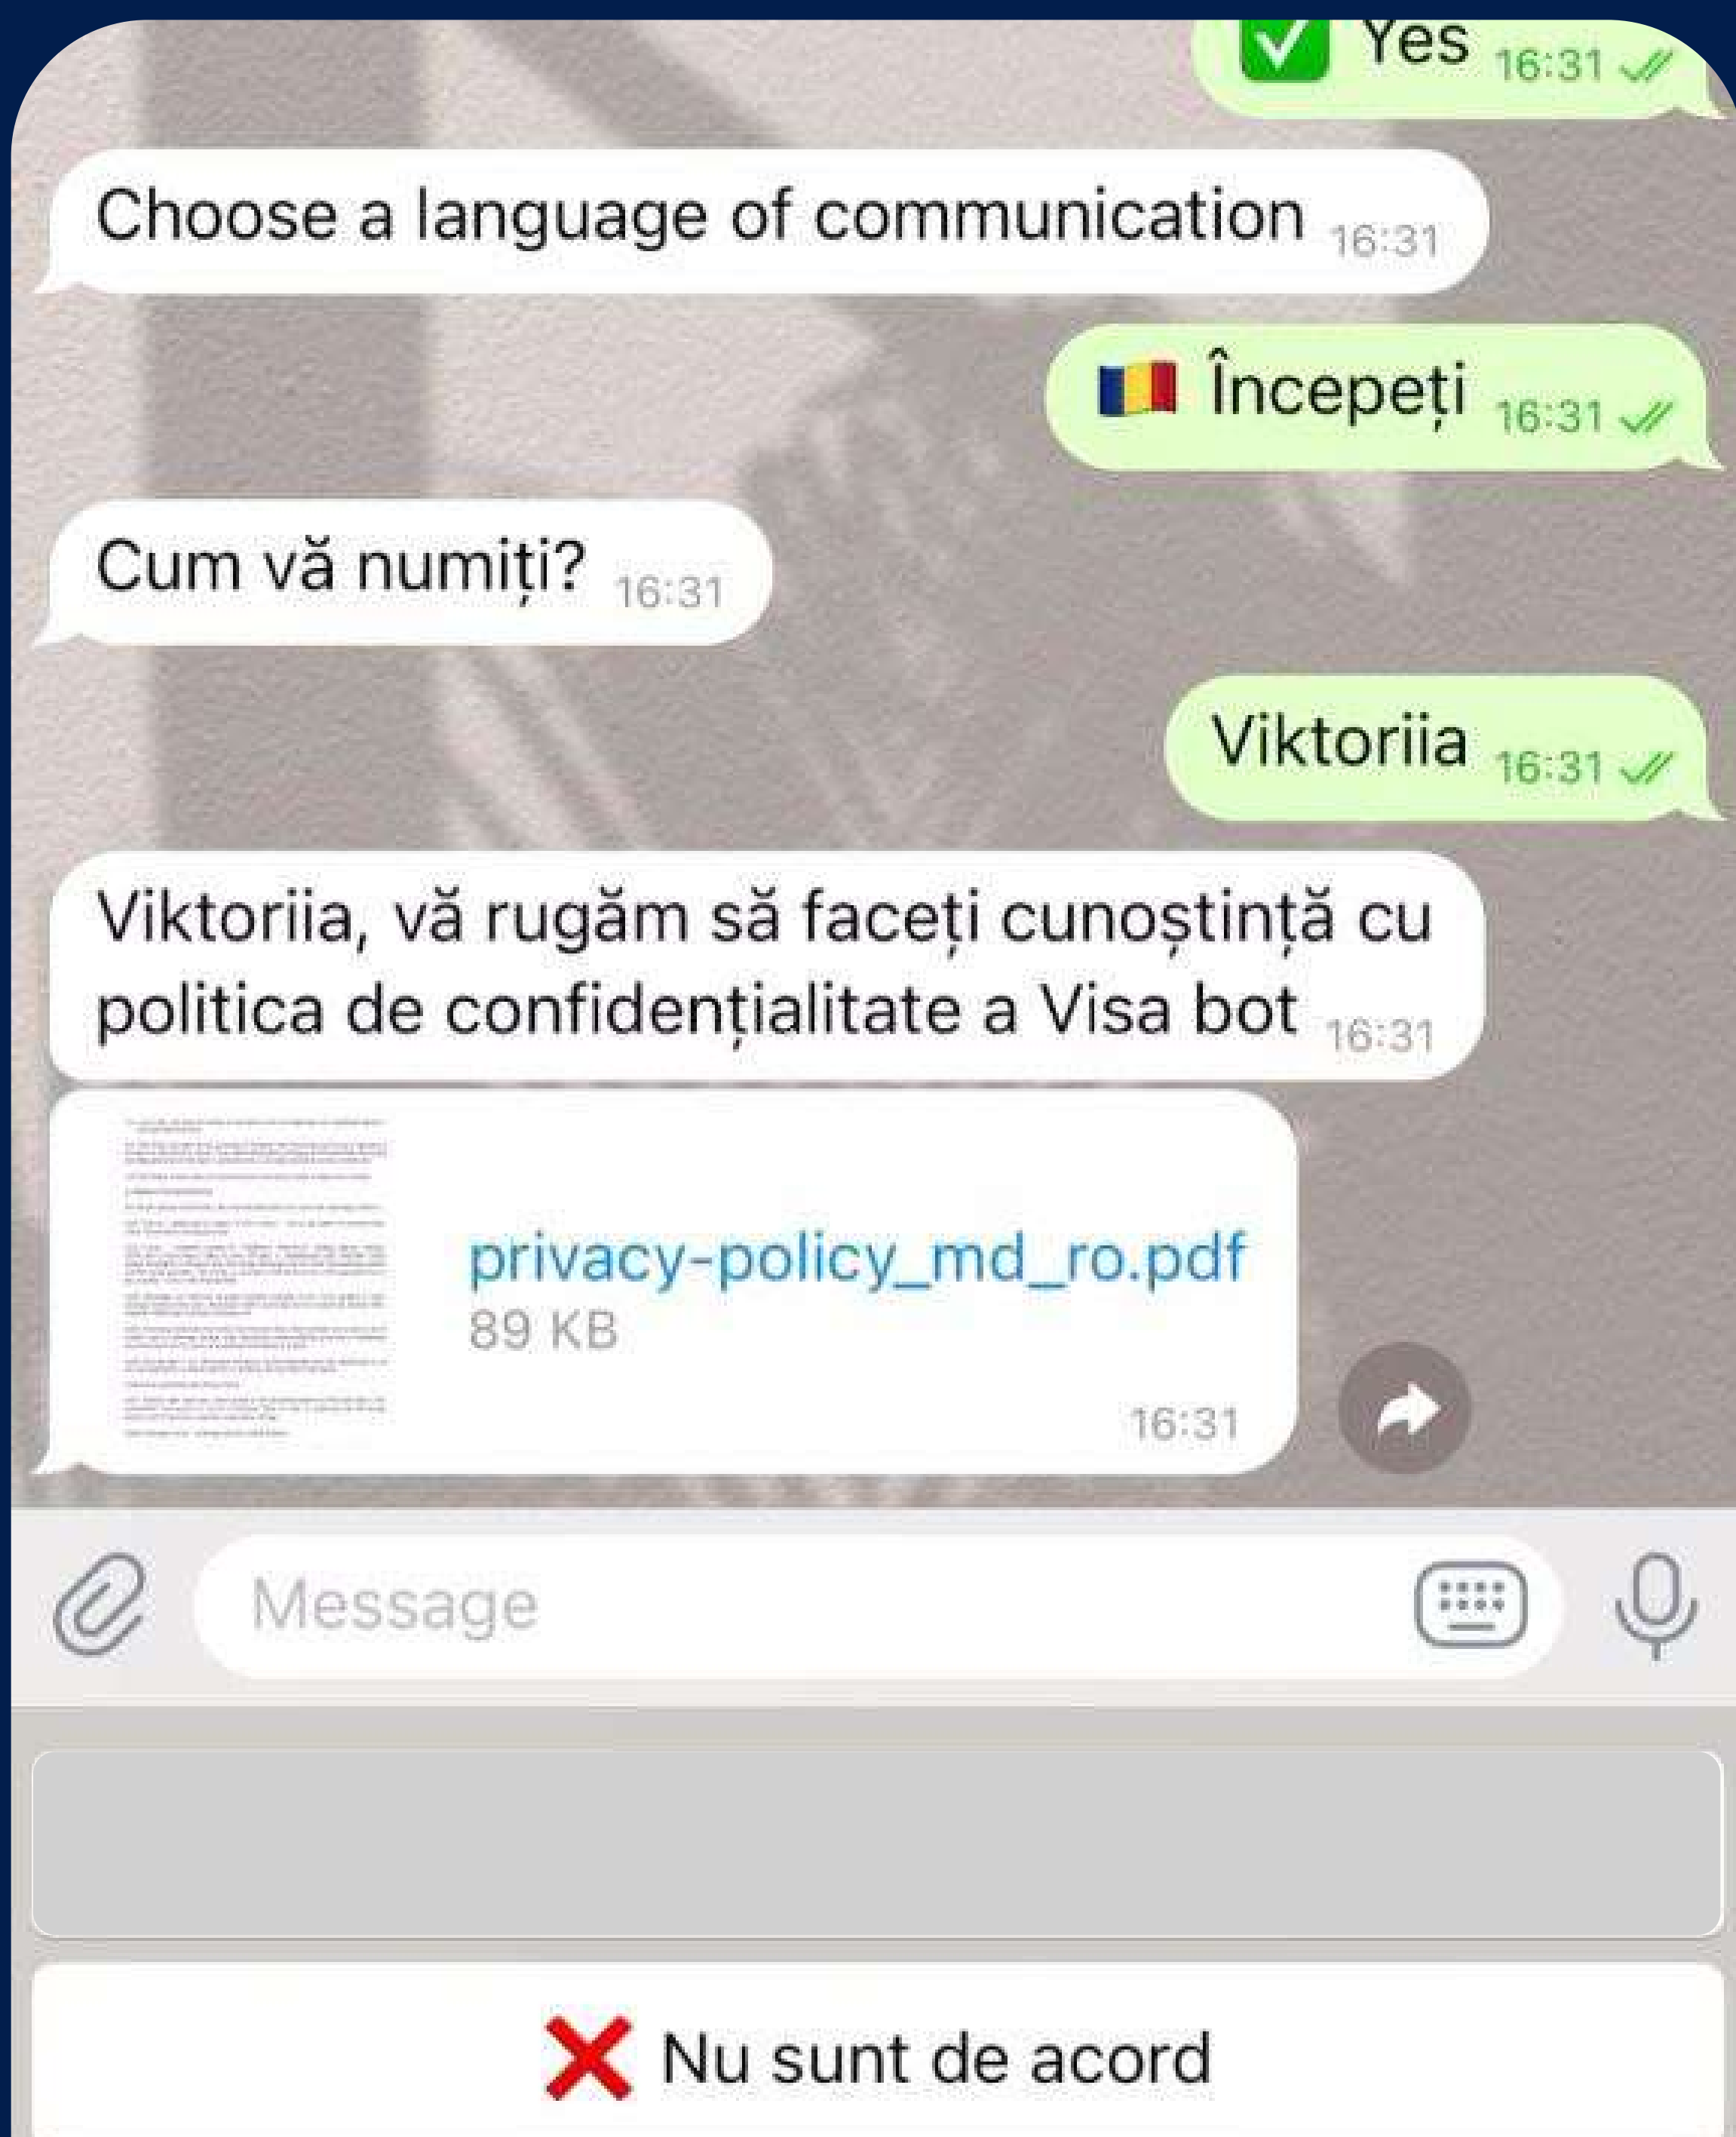 ✅ Yes 16:31
Choose a language of communication 16:31
🇷🇴 Începeți 16:31
Cum vă numiți? 16:31
Viktoriia 16:31
Viktoriia, vă rugăm să faceți cunoștință cu
politica de confidențialitate a Visa bot 16:31
privacy-policy_md_ro.pdf
89 KB
16:31
Message
❌ Nu sunt de acord